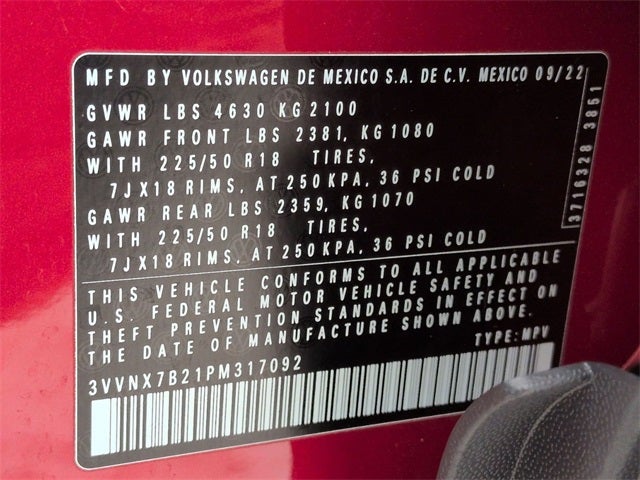 MFD BY VOLKSWAGEN DE MEXICO S.A. DE C.V. MEXICO 09/22
GVWR LBS 4630 KG 2100
GAWR FRONT LBS 2381, KG 1080
WITH 225/50 R18 TIRES,
7JX18 RIMS, AT 250 KPA, 36 PSI COLD
GAWR REAR LBS 2359, KG 1070
WITH 225/50 R18 TIRES,
7JX18 RIMS, AT 250 KPA, 36 PSI COLD
THIS VEHICLE CONFORMS TO ALL APPLICABLE
U.S. FEDERAL MOTOR VEHICLE SAFETY AND
THEFT PREVENTION STANDARDS IN EFFECT ON
THE DATE OF MANUFACTURE SHOWN ABOVE.
3VVNX7B21PM317092 TYPE: MPV
3716328 3851